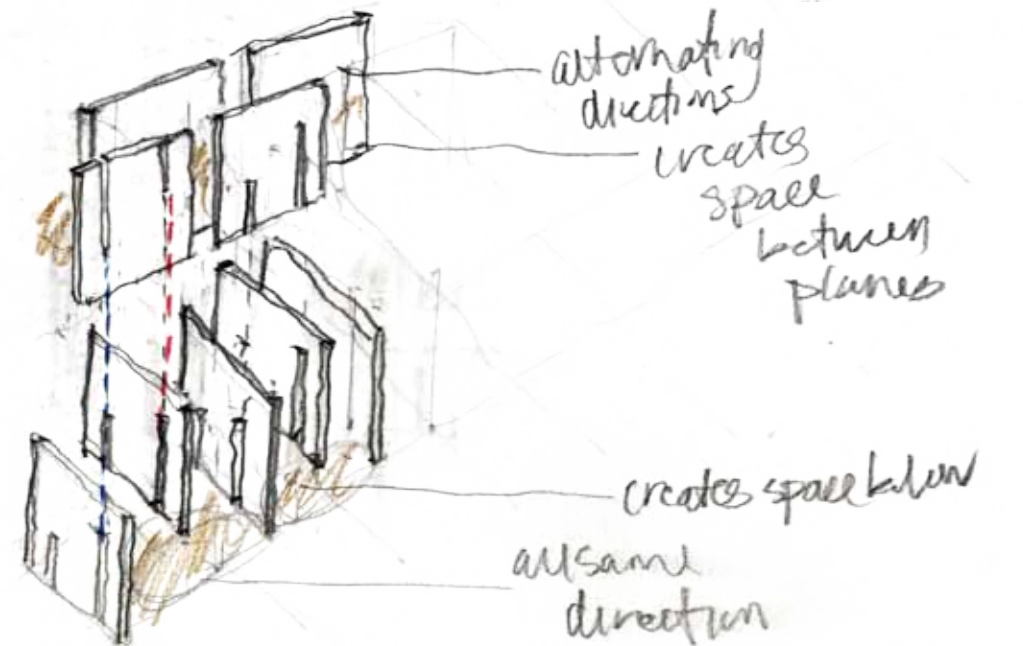 alternating
directions
creates
space
between
planes
creates space below
all same
direction